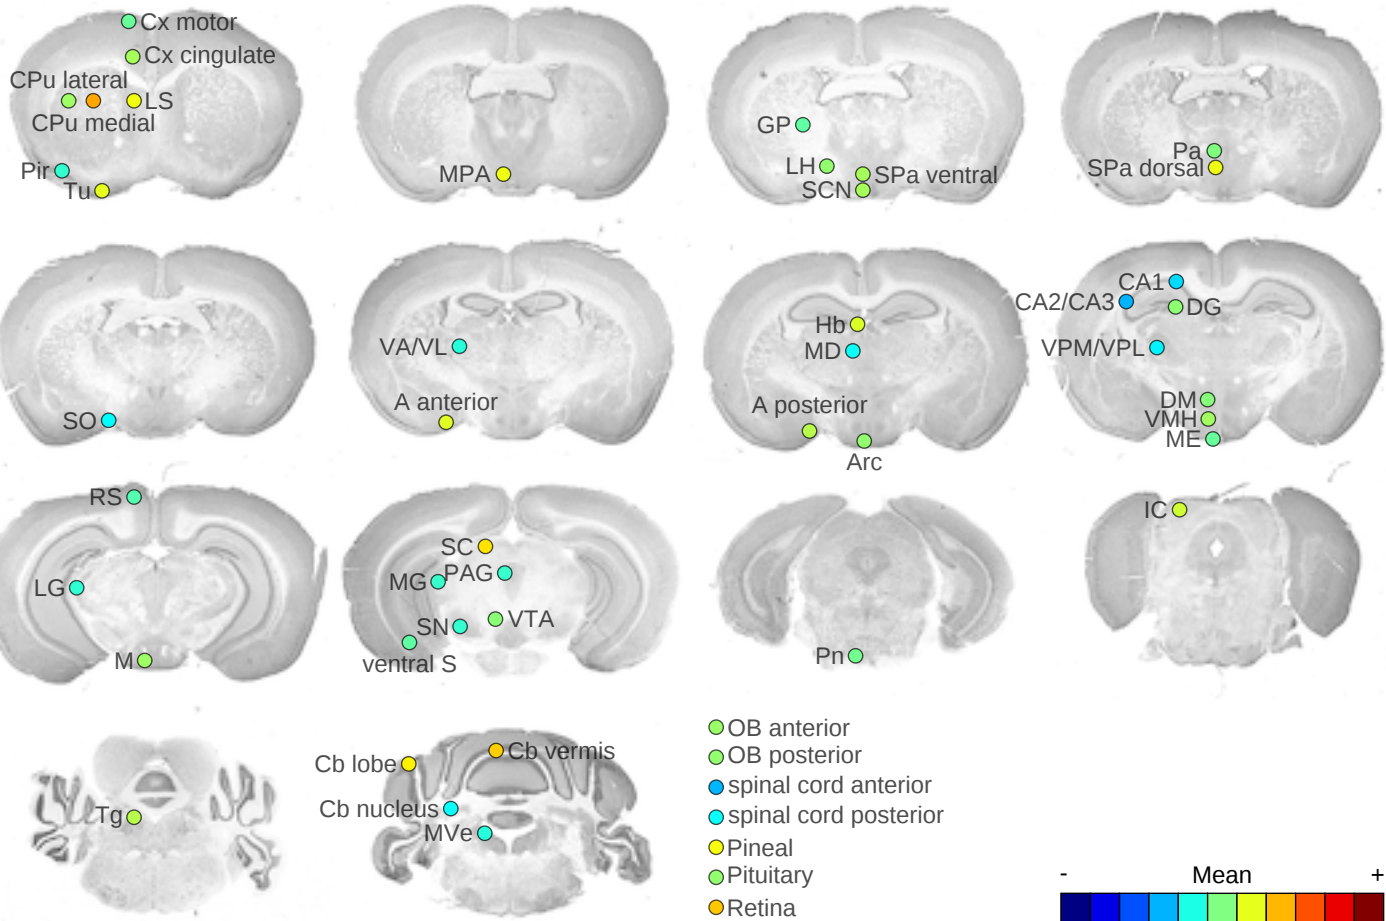 Cx motor
Cx cingulate
CPu lateral
LS
CPu medial
Pir
Tu
MPA
GP
LH
SPa ventral
SCN
Pa
SPa dorsal
SO
VA/VL
A anterior
Hb
MD
A posterior
Arc
CA1
CA2/CA3
DG
VPM/VPL
DM
VMH
ME
RS
LG
M
SC
MG
PAG
SN
VTA
ventral S
Pn
IC
Tg
Cb lobe
Cb vermis
Cb nucleus
MVe
OB anterior
OB posterior
spinal cord anterior
spinal cord posterior
Pineal
Pituitary
Retina
- Mean +